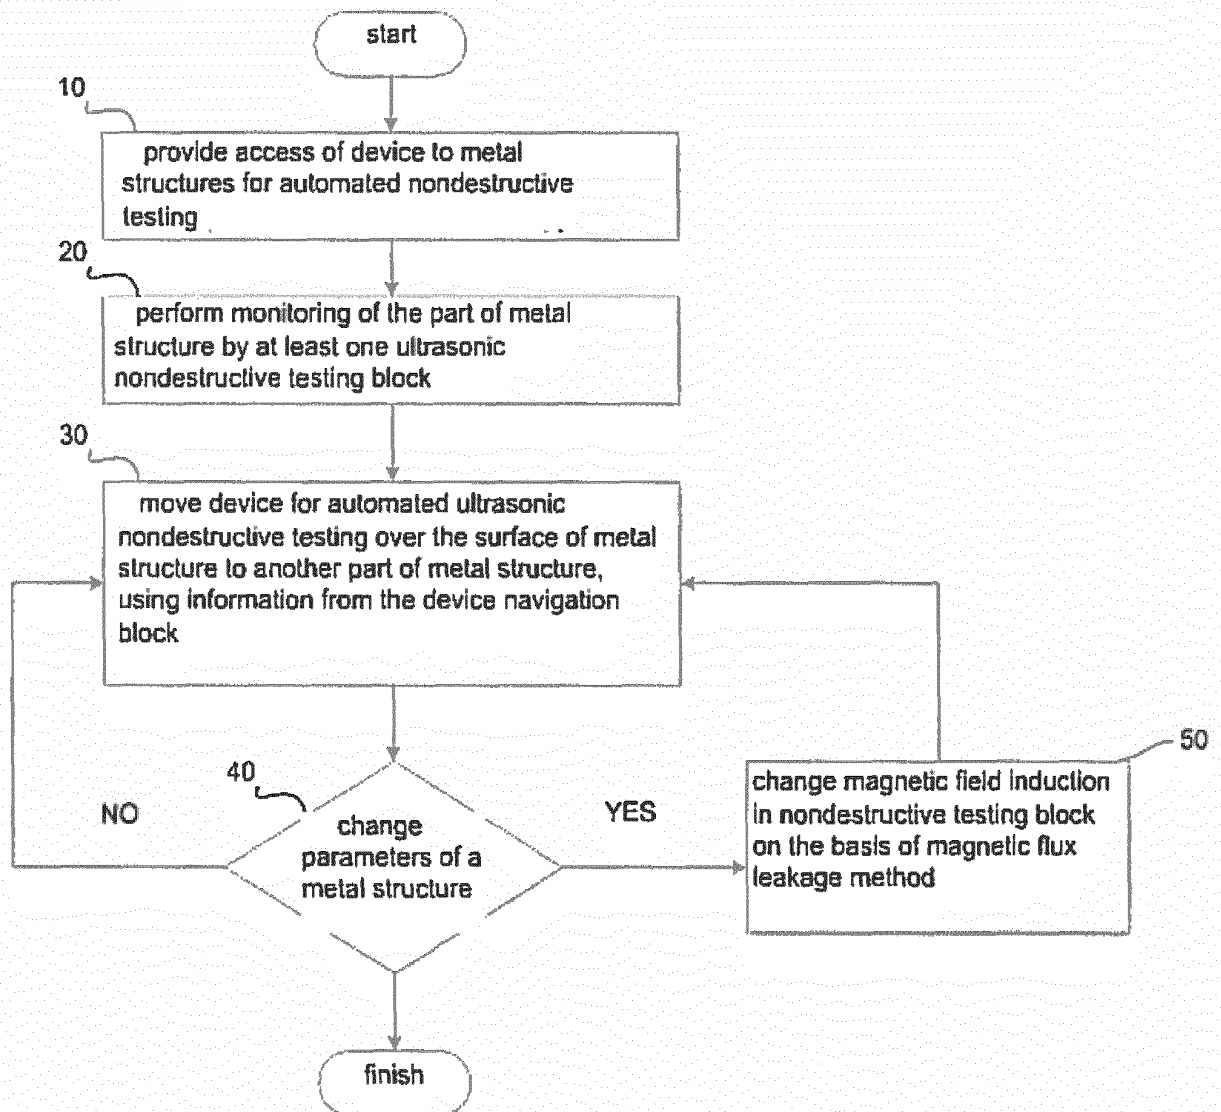 start
10
provide access of device to metal
structures for automated nondestructive
testing
20
perform monitoring of the part of metal
structure by at least one ultrasonic
nondestructive testing block
30
move device for automated ultrasonic
nondestructive testing over the surface of metal
structure to another part of metal structure,
using information from the device navigation
block
40
NO
YES
change
parameters of a
metal structure
50
change magnetic field induction
in nondestructive testing block
on the basis of magnetic flux
leakage method
finish